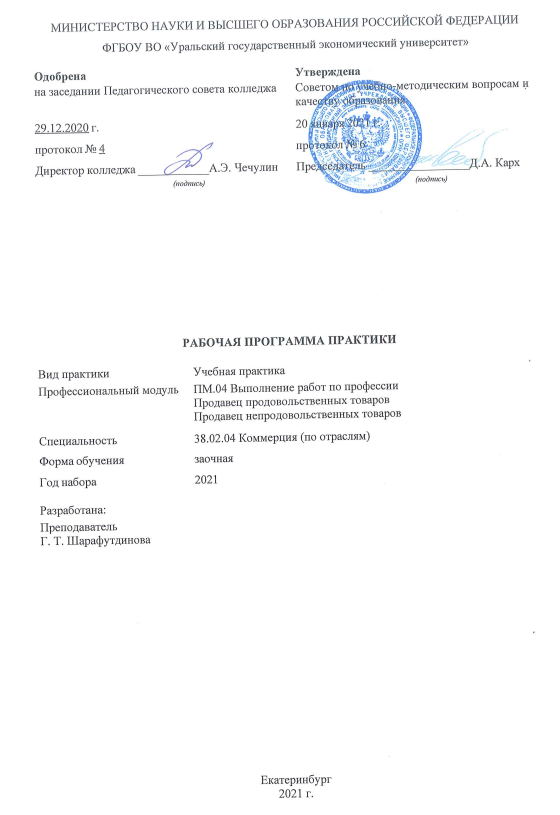 МИНИСТЕРСТВО НАУКИ И ВЫСШЕГО ОБРАЗОВАНИЯ РОССИЙСКОЙ ФЕДЕРАЦИИ
ФГБОУ ВО «Уральский государственный экономический университет»
Одобрена
на заседании Педагогического совета колледжа
29.12.2020 г.
протокол № 4
Директор колледжа ____________А.Э. Чечулин
(подпись)
Утверждена
Советом по учебно-методическим вопросам и
качеству образования
20 января 2021 г.
протокол № 6
Председатель ________________Д.А. Карх
(подпись)
РАБОЧАЯ ПРОГРАММА ПРАКТИКИ
Вид практики Учебная практика
Профессиональный модуль ПМ.04 Выполнение работ по профессии
Продавец продовольственных товаров
Продавец непродовольственных товаров
Специальность 38.02.04 Коммерция (по отраслям)
Форма обучения заочная
Год набора 2021
Разработана:
Преподаватель
Г. Т. Шарафутдинова
Екатеринбург
2021 г.